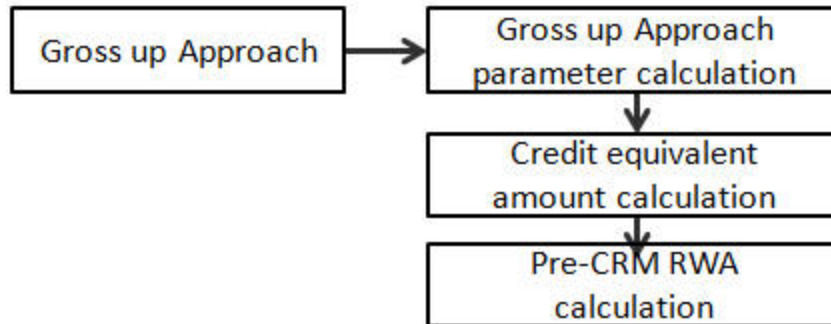 Gross up Approach
Gross up Approach
parameter calculation
Credit equivalent
amount calculation
Pre-CRM RWA
calculation